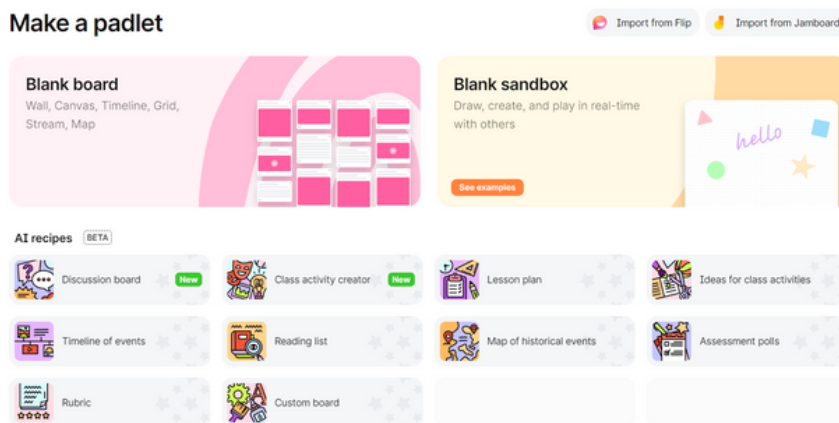 Make a padlet
Import from Flip
Import from Jamboard
Blank board
Wall, Canvas, Timeline, Grid,
Stream, Map
Blank sandbox
Draw, create, and play in real-time
with others
hello
See examples
AI recipes BETA
Discussion board New
Class activity creator New
Lesson plan
Ideas for class activities
Timeline of events
Reading list
Map of historical events
Assessment polls
Rubric
Custom board